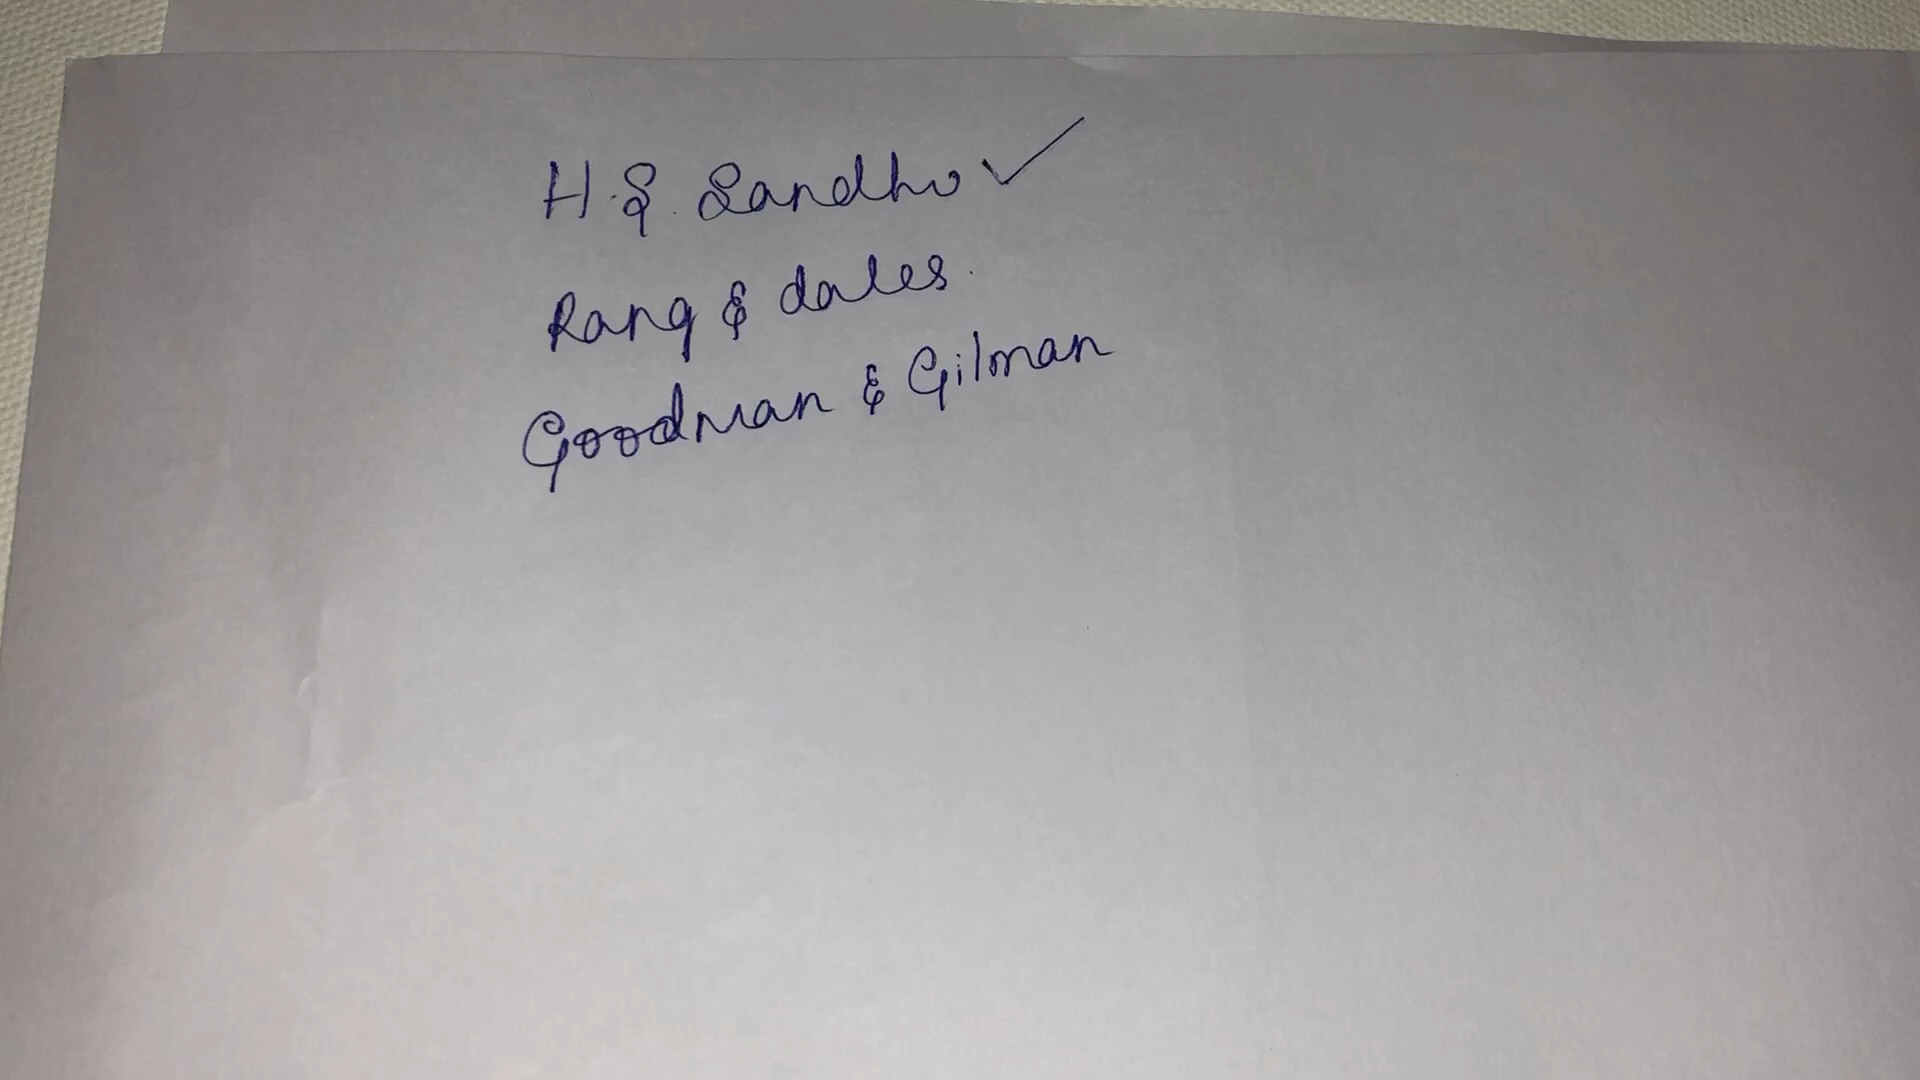 H.S. Sandhu ✓
Rang & dales.
Goodman & Gilman